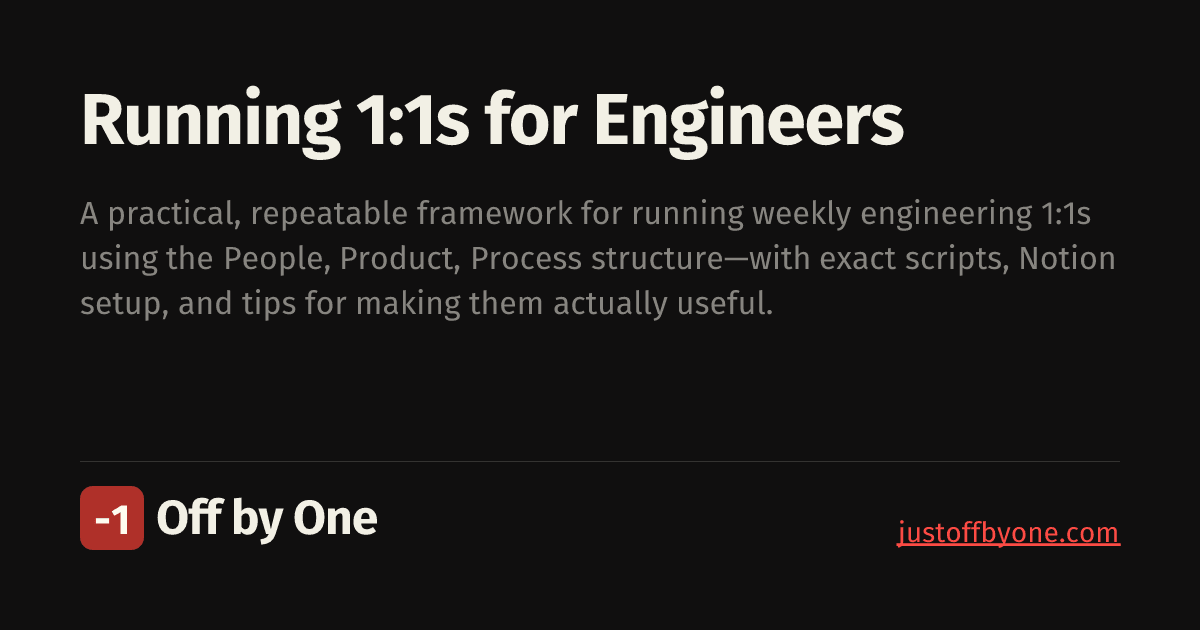 Running 1:1s for Engineers
A practical, repeatable framework for running weekly engineering 1:1s
using the People, Product, Process structure—with exact scripts, Notion
setup, and tips for making them actually useful.
-1 Off by One
justoffbyone.com